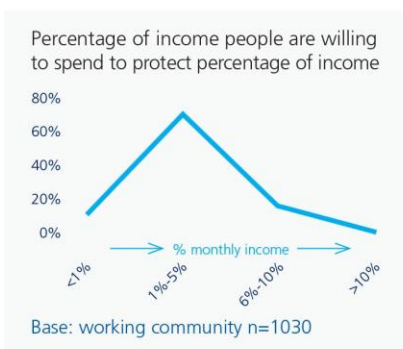 Percentage of income people are willing
to spend to protect percentage of income
80%
60%
40%
20%
0%
% monthly income
<1%
1%-5%
6%-10%
>10%
Base: working community n=1030